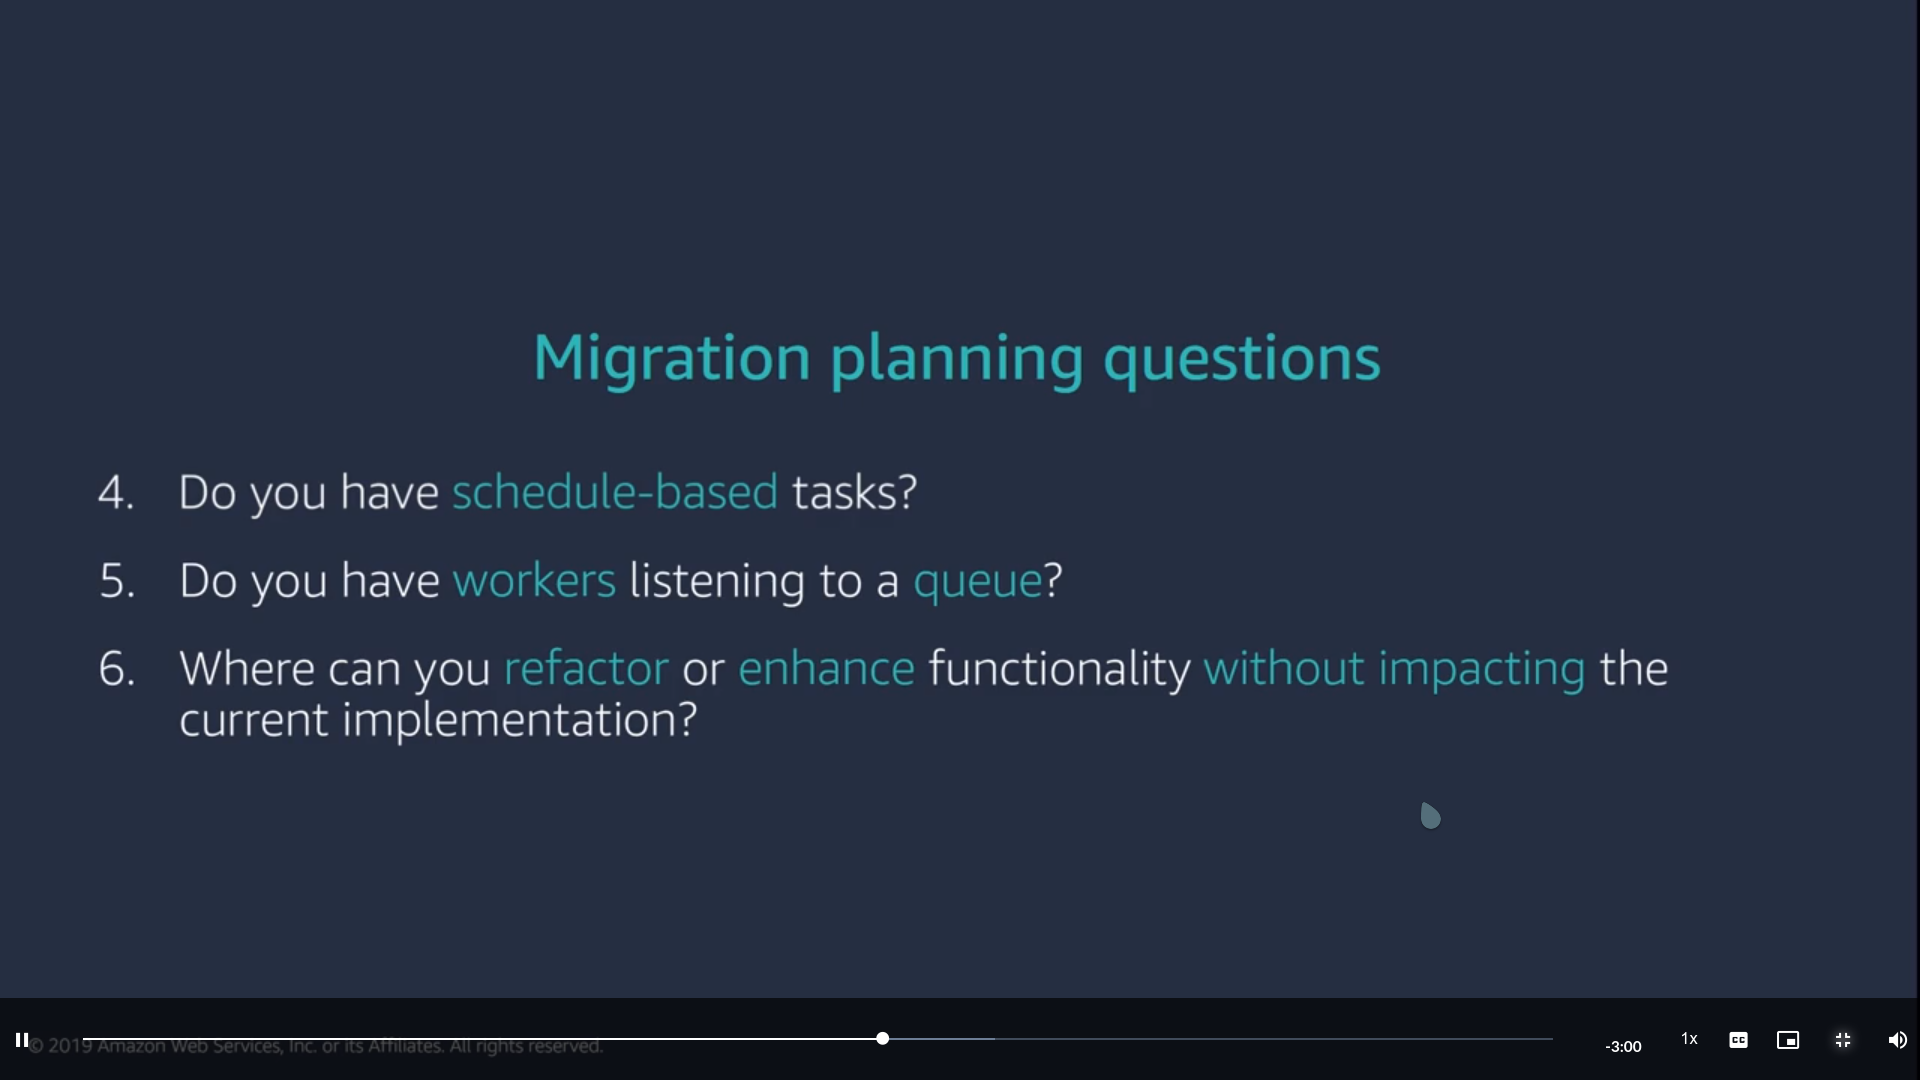 Migration planning questions
4. Do you have schedule-based tasks?
5. Do you have workers listening to a queue?
6. Where can you refactor or enhance functionality without impacting the
current implementation?
© 2019 Amazon Web Services, Inc. or its Affiliates. All rights reserved.
-3:00
1x
CC